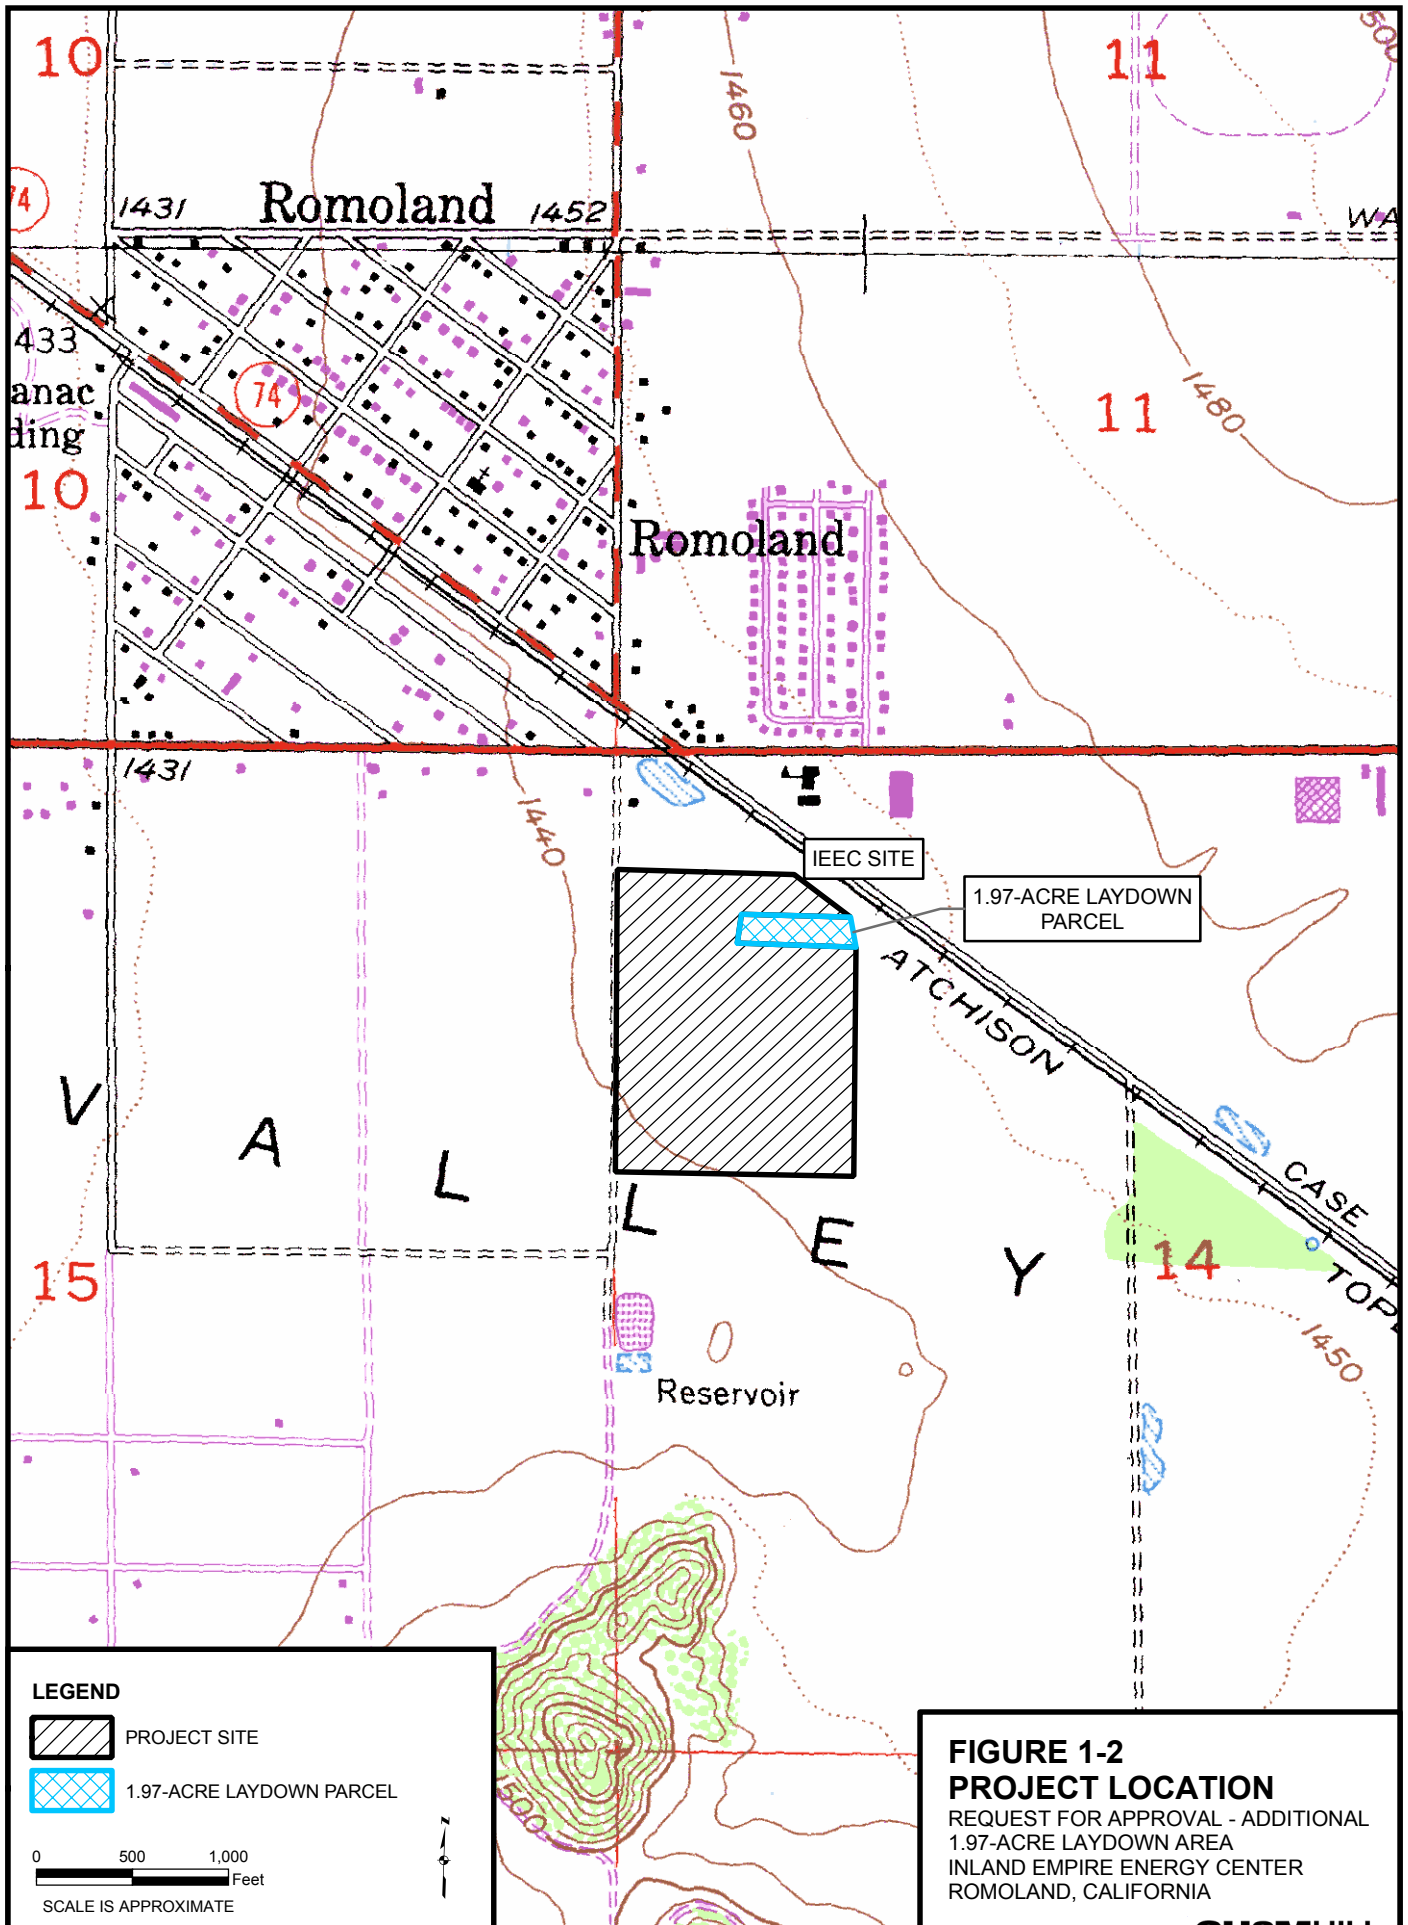 10
11
500
1460
74
1431
Romoland
1452
433
anac
ding
74
1480
11
10
Romoland
1431
1440
IEEC SITE
1.97-ACRE LAYDOWN
PARCEL
ATCHISON
V A L L E Y
CASE
14
15
1450
Reservoir
1500
LEGEND
PROJECT SITE
1.97-ACRE LAYDOWN PARCEL
N
0 500 1,000
Feet
SCALE IS APPROXIMATE
FIGURE 1-2
PROJECT LOCATION
REQUEST FOR APPROVAL - ADDITIONAL
1.97-ACRE LAYDOWN AREA
INLAND EMPIRE ENERGY CENTER
ROMOLAND, CALIFORNIA